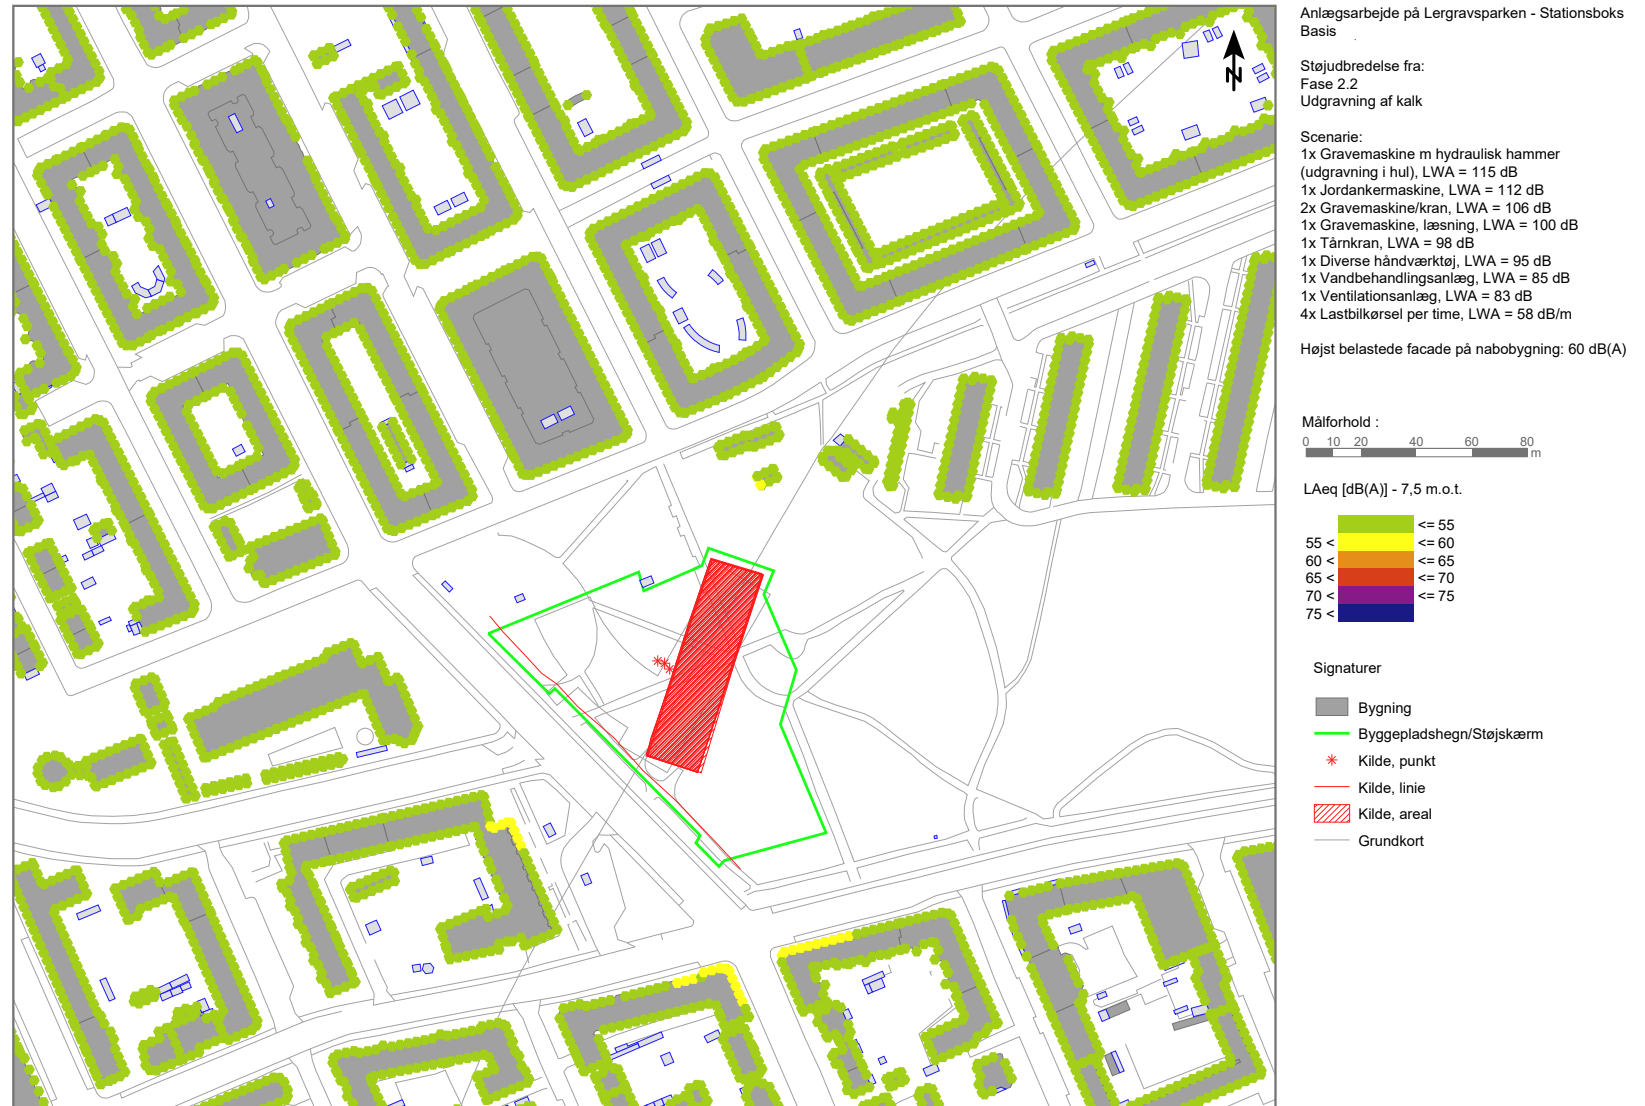 Anlægsarbejde på Lergravsparken - Stationsboks
Basis
Støjudbredelse fra:
Fase 2.2
Udgravning af kalk
Scenarie:
1x Gravemaskine m hydraulisk hammer
(udgravning i hul), LWA = 115 dB
1x Jordankermaskine, LWA = 112 dB
2x Gravemaskine/kran, LWA = 106 dB
1x Gravemaskine, læsning, LWA = 100 dB
1x Tårnkran, LWA = 98 dB
1x Diverse håndværktøj, LWA = 95 dB
1x Vandbehandlingsanlæg, LWA = 85 dB
1x Ventilationsanlæg, LWA = 83 dB
4x Lastbilkørsel per time, LWA = 58 dB/m
Højst belastede facade på nabobygning: 60 dB(A)
Målforhold :
0 10 20 40 60 80
m
LAeq [dB(A)] - 7,5 m.o.t.
<= 55
55 < <= 60
60 < <= 65
65 < <= 70
70 < <= 75
75 <
Signaturer
Bygning
Byggepladshegn/Støjskærm
Kilde, punkt
Kilde, linie
Kilde, areal
Grundkort
N